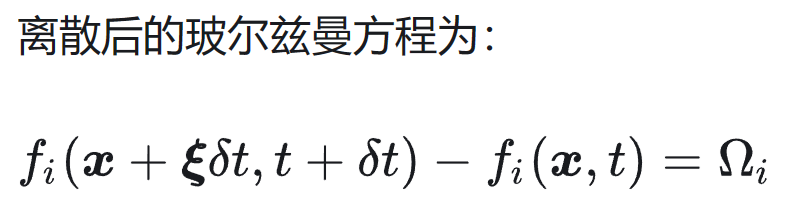 离散后的玻尔兹曼方程为：
f_i(x + ξδt, t + δt) − f_i(x, t) = Ω_i